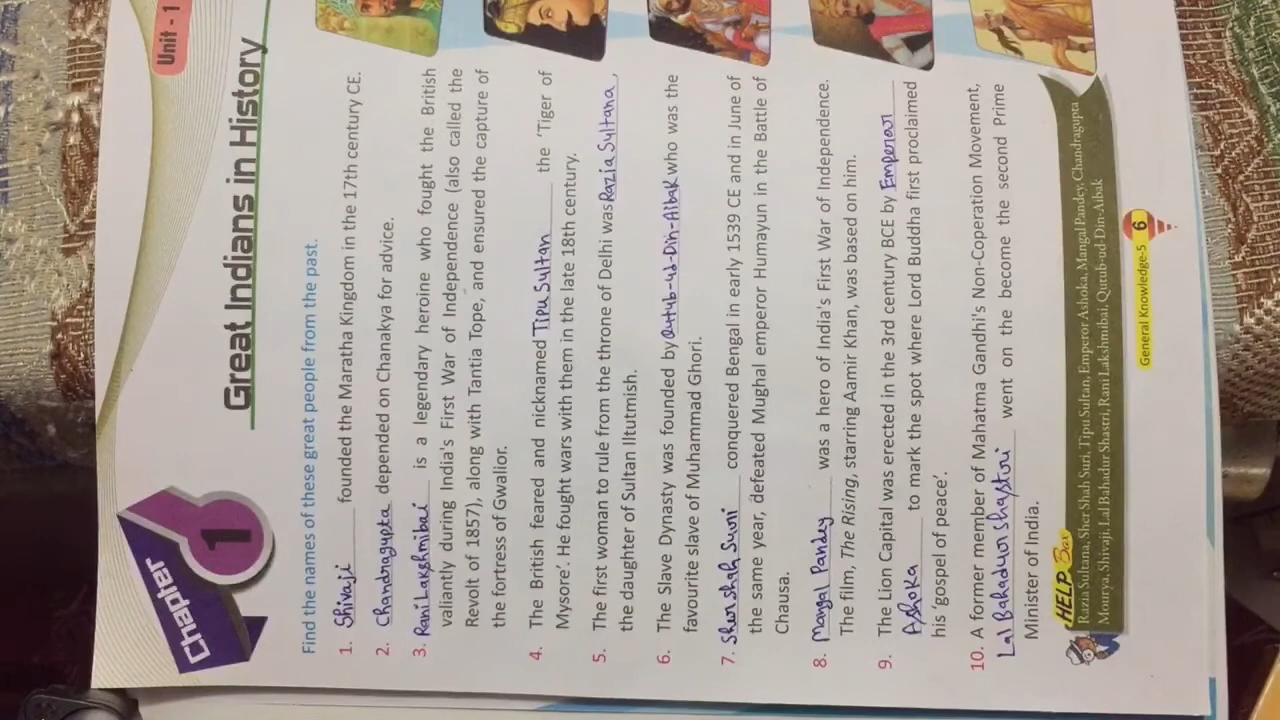 Unit - 1
Chapter
1
Great Indians in History
Find the names of these great people from the past.
1. Shivaji founded the Maratha Kingdom in the 17th century CE.
2. Chandragupta depended on Chanakya for advice.
3. Rani Lakshmibai is a legendary heroine who fought the British
valiantly during India's First War of Independence (also called the
Revolt of 1857), along with Tantia Tope, and ensured the capture of
the fortress of Gwalior.
4. The British feared and nicknamed Tipu Sultan the 'Tiger of
Mysore'. He fought wars with them in the late 18th century.
5. The first woman to rule from the throne of Delhi was Razia Sultana,
the daughter of Sultan Iltutmish.
6. The Slave Dynasty was founded by Qutub-ud-Din-Aibak who was the
favourite slave of Muhammad Ghori.
7. Sher shah Suri conquered Bengal in early 1539 CE and in June of
the same year, defeated Mughal emperor Humayun in the Battle of
Chausa.
8. Mangal Pandey was a hero of India's First War of Independence.
The film, The Rising, starring Aamir Khan, was based on him.
9. The Lion Capital was erected in the 3rd century BCE by Emperor
Ashoka to mark the spot where Lord Buddha first proclaimed
his 'gospel of peace'.
10. A former member of Mahatma Gandhi's Non-Coperation Movement,
Lal Bahadur Shastri went on the become the second Prime
Minister of India.
HELP Box
Razia Sultana, Sher Shah Suri, Tipu Sultan, Emperor Ashoka, Mangal Pandey, Chandragupta
Mourya, Shivaji, Lal Bahadur Shastri, Rani Lakshmibai, Qutub-ud-Din-Aibak
General Knowledge-5 6